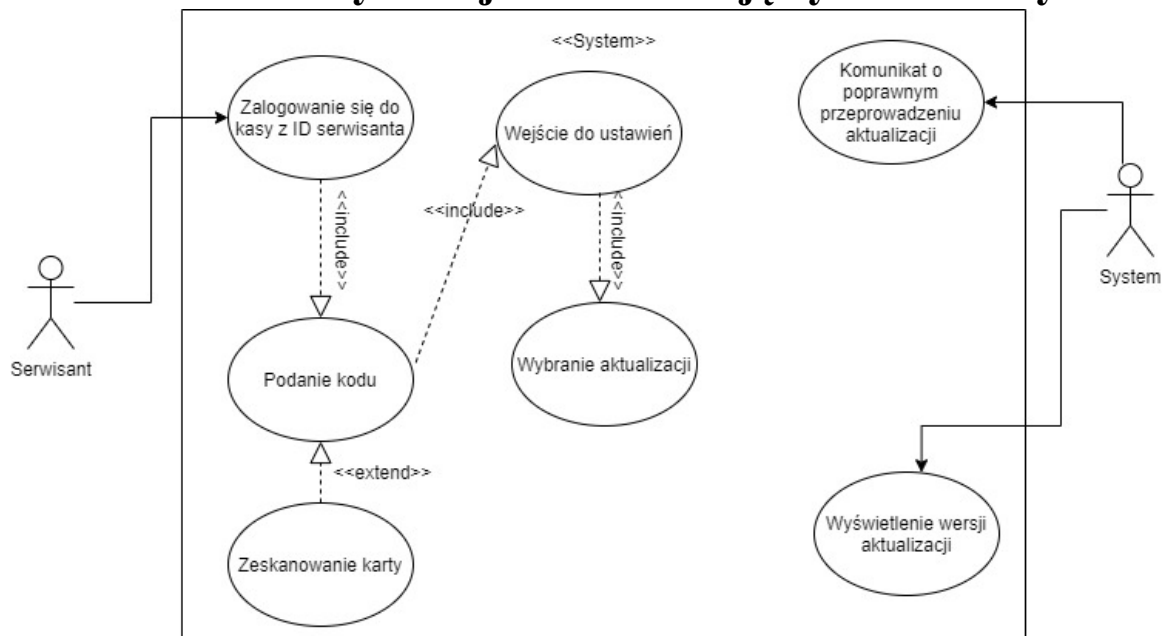 <<System>>
Zalogowanie się do
kasy z ID serwisanta
Wejście do ustawień
Komunikat o
poprawnym
przeprowadzeniu
aktualizacji
<<include>>
<<include>>
<<include>>
System
Serwisant
Podanie kodu
Wybranie aktualizacji
<<extend>>
Zeskanowanie karty
Wyświetlenie wersji
aktualizacji